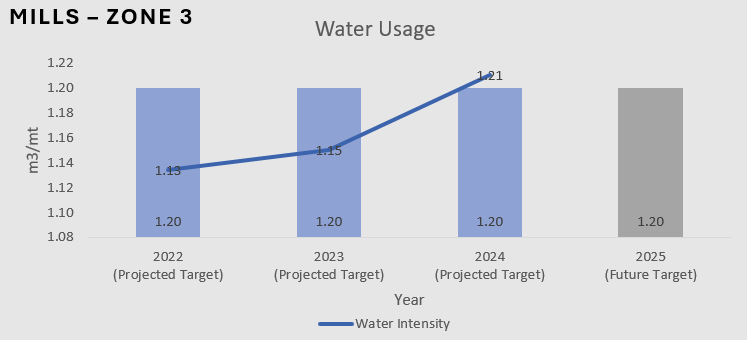 MILLS – ZONE 3
Water Usage
1.22
1.20
1.18
1.16
1.14
1.12
1.10
1.08
m3/mt
1.13
1.15
1.21
1.20
1.20
1.20
1.20
2022
(Projected Target)
2023
(Projected Target)
2024
(Projected Target)
2025
(Future Target)
Year
Water Intensity